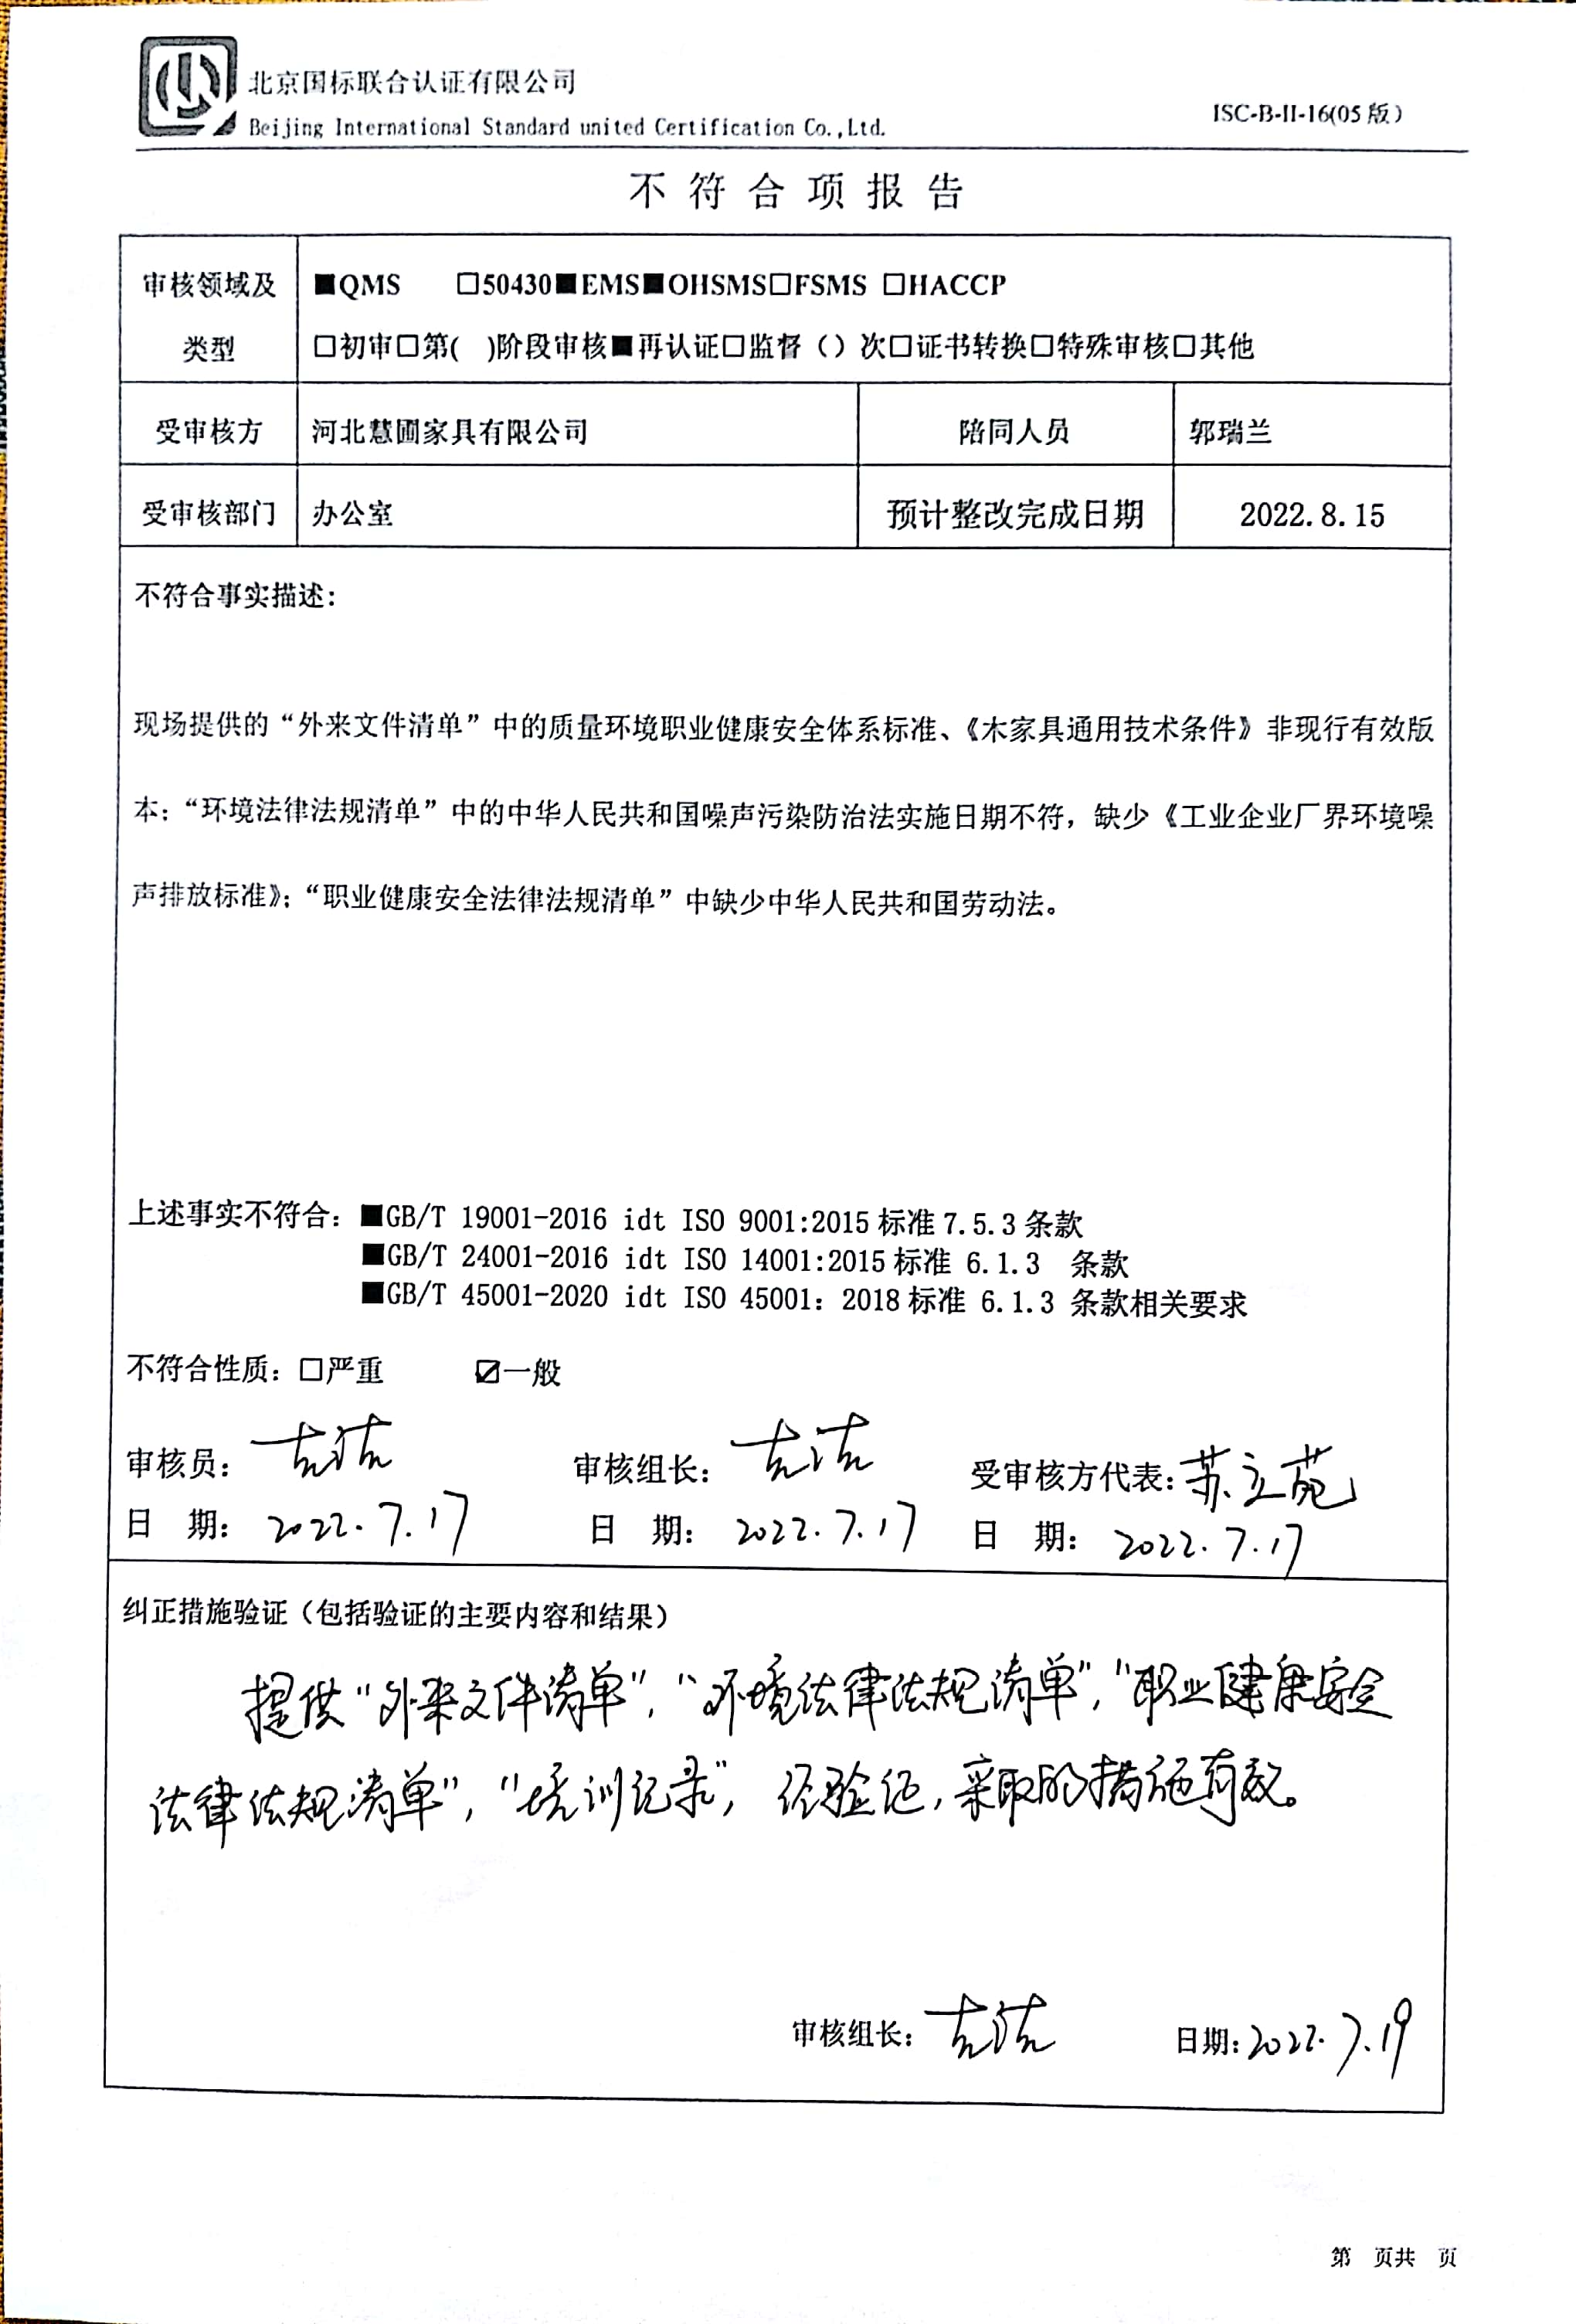 北京国标联合认证有限公司
Beijing International Standard united Certification Co.,Ltd.
ISC-B-II-16(05版)
不符合项报告
审核领域及类型
■QMS □50430■EMS■OHSMS□FSMS □HACCP
□初审□第( )阶段审核■再认证□监督()次□证书转换□特殊审核□其他
受审核方 河北慧圃家具有限公司 陪同人员 郭瑞兰
受审核部门 办公室 预计整改完成日期 2022.8.15
不符合事实描述：
现场提供的“外来文件清单”中的质量环境职业健康安全体系标准、《木家具通用技术条件》非现行有效版
本；“环境法律法规清单”中的中华人民共和国噪声污染防治法实施日期不符，缺少《工业企业厂界环境噪
声排放标准》；“职业健康安全法律法规清单”中缺少中华人民共和国劳动法。
上述事实不符合：■GB/T 19001-2016 idt ISO 9001:2015标准7.5.3条款
■GB/T 24001-2016 idt ISO 14001:2015标准 6.1.3 条款
■GB/T 45001-2020 idt ISO 45001：2018标准 6.1.3 条款相关要求
不符合性质：□严重 ☑一般
审核员： 审核组长： 受审核方代表：苏立苑
日 期：2022.7.17 日 期：2022.7.17 日 期：2022.7.17
纠正措施验证（包括验证的主要内容和结果）
提供“外来文件清单”，“环境法律法规清单”，“职业健康安全
法律法规清单”，“培训记录”，经验证，采取的措施有效。
审核组长： 日期：2022.7.19
第 页共 页